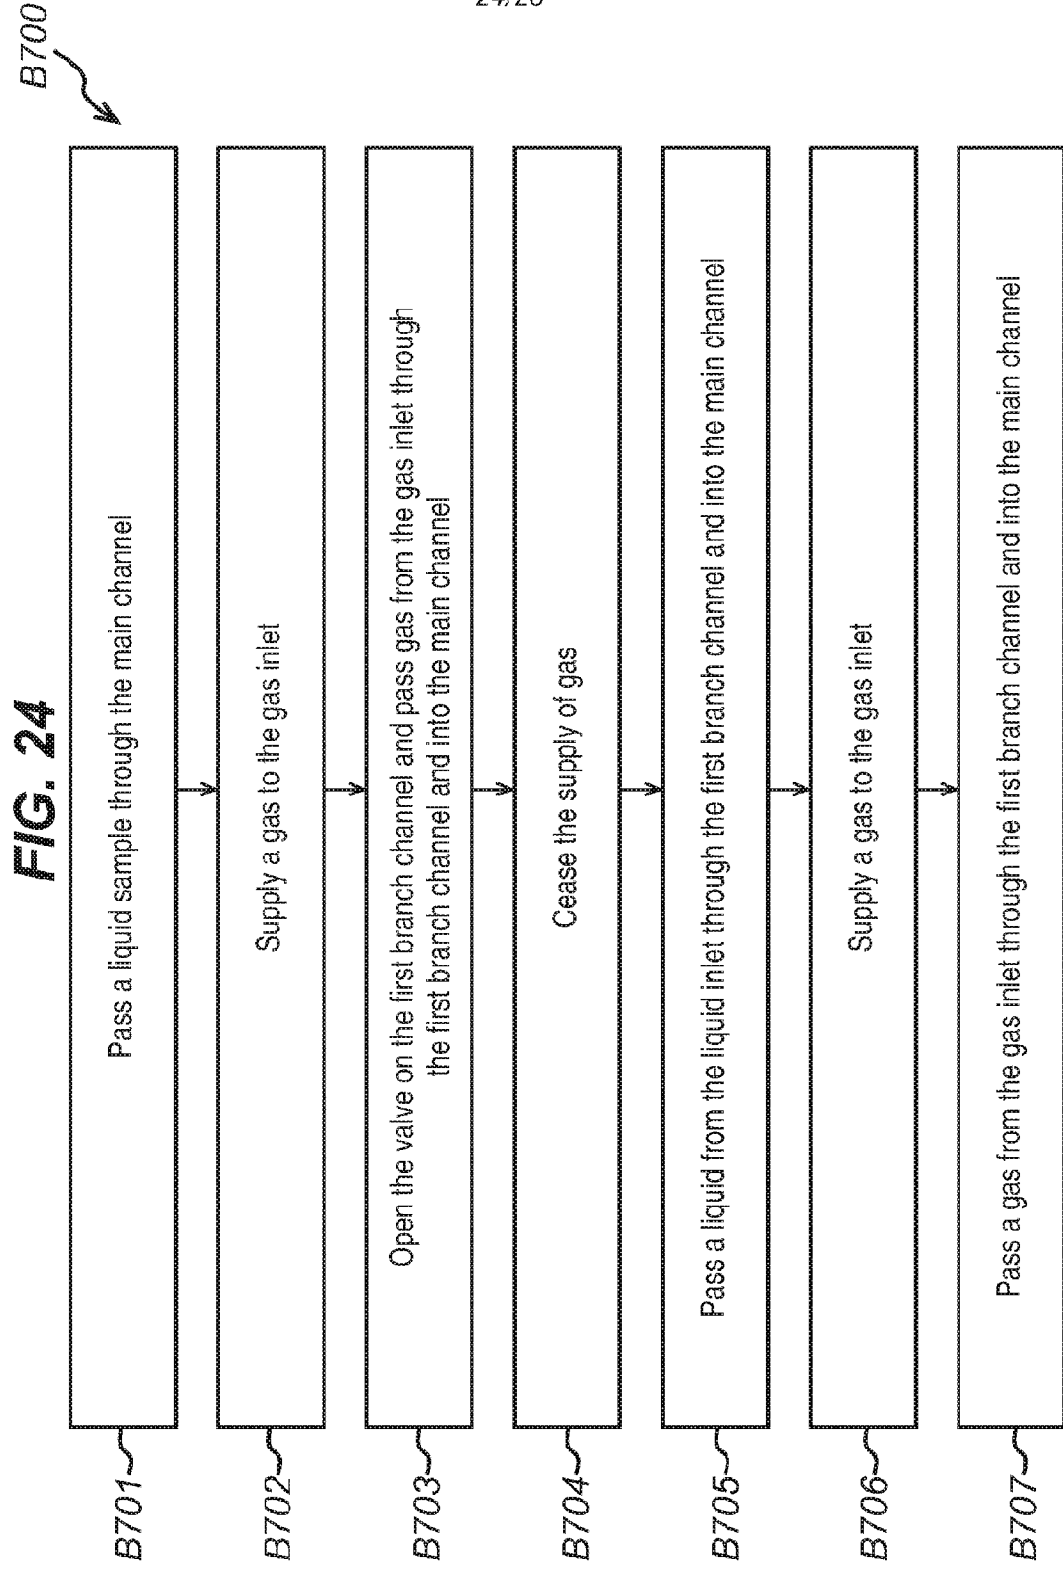 FIG. 24
B700
B701
Pass a liquid sample through the main channel
B702
Supply a gas to the gas inlet
B703
Open the valve on the first branch channel and pass gas from the gas inlet through
the first branch channel and into the main channel
B704
Cease the supply of gas
B705
Pass a liquid from the liquid inlet through the first branch channel and into the main channel
B706
Supply a gas to the gas inlet
B707
Pass a gas from the gas inlet through the first branch channel and into the main channel